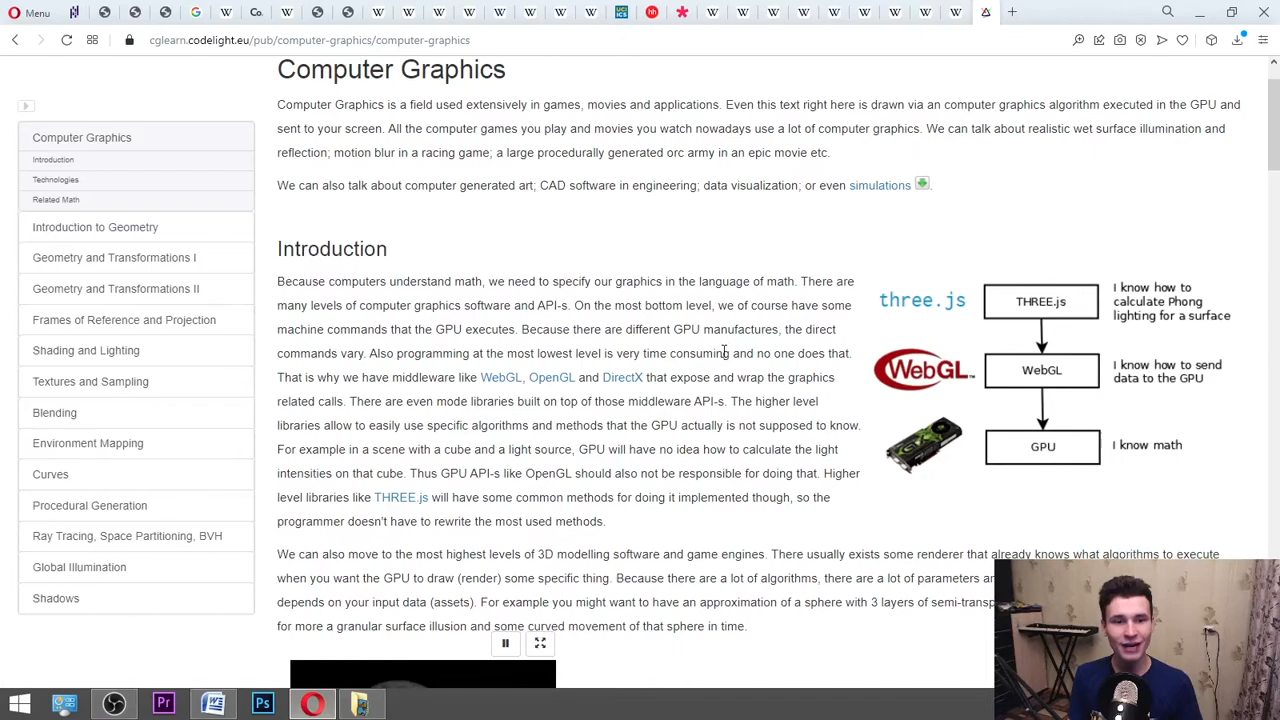 cglearn.codelight.eu/pub/computer-graphics/computer-graphics
Computer Graphics
Introduction
Technologies
Related Math
Introduction to Geometry
Geometry and Transformations I
Geometry and Transformations II
Frames of Reference and Projection
Shading and Lighting
Textures and Sampling
Blending
Environment Mapping
Curves
Procedural Generation
Ray Tracing, Space Partitioning, BVH
Global Illumination
Shadows
Computer Graphics
Computer Graphics is a field used extensively in games, movies and applications. Even this text right here is drawn via an computer graphics algorithm executed in the GPU and
sent to your screen. All the computer games you play and movies you watch nowadays use a lot of computer graphics. We can talk about realistic wet surface illumination and
reflection; motion blur in a racing game; a large procedurally generated orc army in an epic movie etc.
We can also talk about computer generated art; CAD software in engineering; data visualization; or even simulations.
Introduction
Because computers understand math, we need to specify our graphics in the language of math. There are
many levels of computer graphics software and API-s. On the most bottom level, we of course have some
machine commands that the GPU executes. Because there are different GPU manufactures, the direct
commands vary. Also programming at the most lowest level is very time consuming and no one does that.
That is why we have middleware like WebGL, OpenGL and DirectX that expose and wrap the graphics
related calls. There are even mode libraries built on top of those middleware API-s. The higher level
libraries allow to easily use specific algorithms and methods that the GPU actually is not supposed to know.
For example in a scene with a cube and a light source, GPU will have no idea how to calculate the light
intensities on that cube. Thus GPU API-s like OpenGL should also not be responsible for doing that. Higher
level libraries like THREE.js will have some common methods for doing it implemented though, so the
programmer doesn't have to rewrite the most used methods.
three.js
THREE.js
I know how to
calculate Phong
lighting for a surface
WebGL
WebGL
I know how to send
data to the GPU
GPU
I know math
We can also move to the most highest levels of 3D modelling software and game engines. There usually exists some renderer that already knows what algorithms to execute
when you want the GPU to draw (render) some specific thing. Because there are a lot of algorithms, there are a lot of parameters an
depends on your input data (assets). For example you might want to have an approximation of a sphere with 3 layers of semi-transp
for more a granular surface illusion and some curved movement of that sphere in time.
Pr
Ps